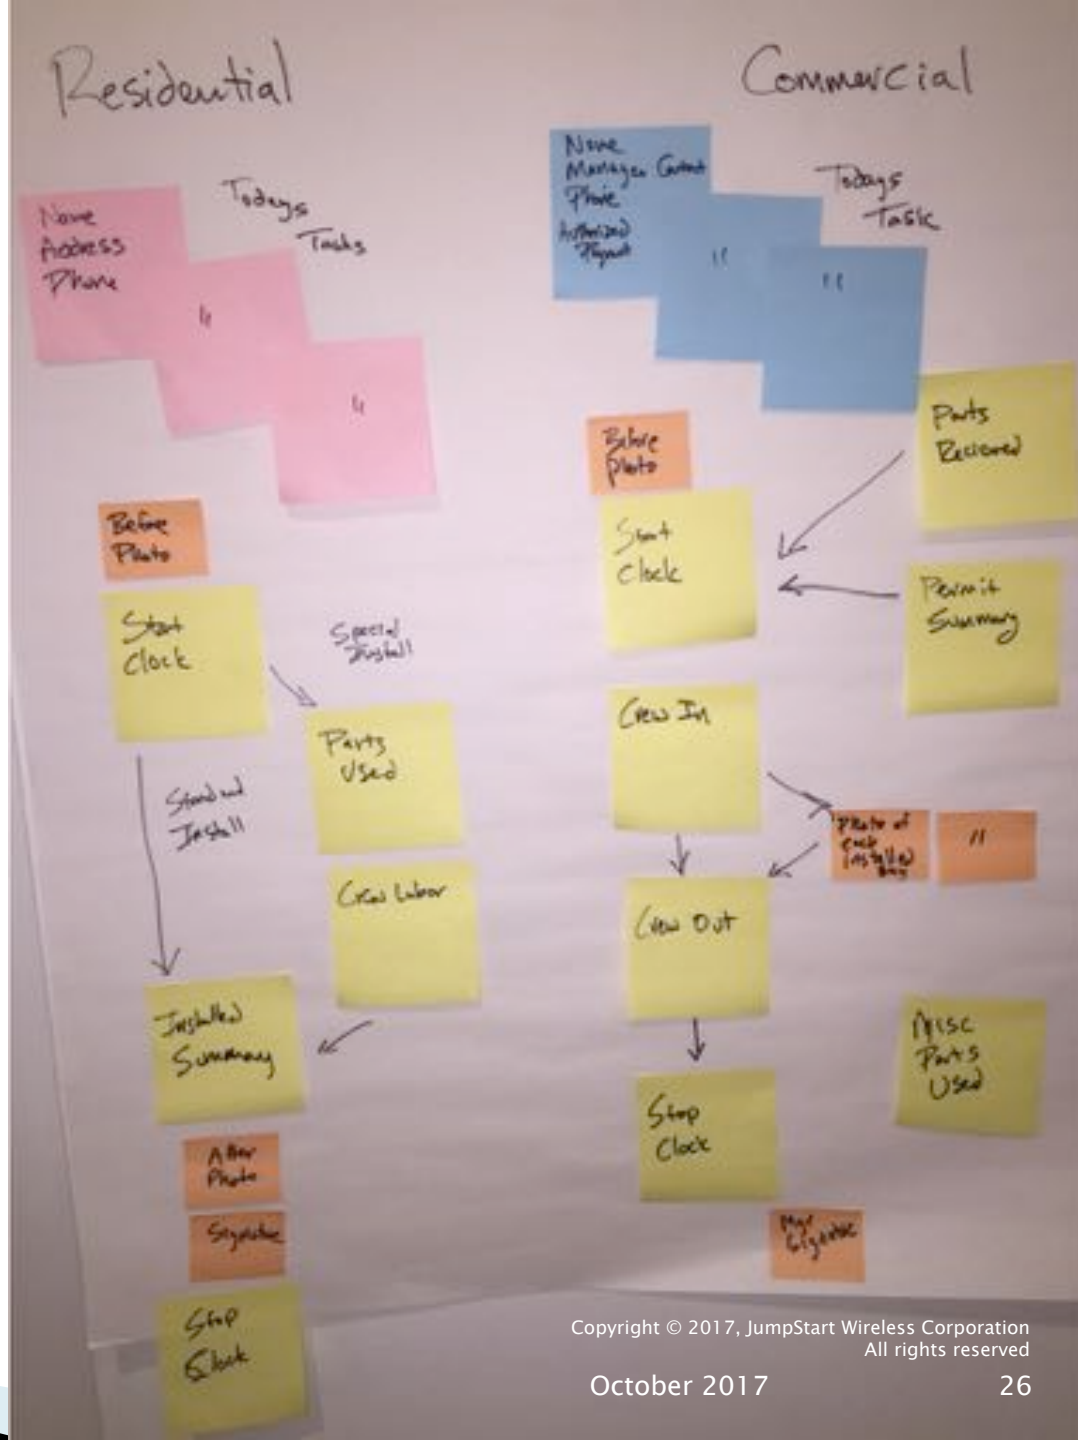 Residential
Commercial
Name
Address
Phone
Todays
Tasks
"
"
Before
Photo
Start
Clock
Special
Install
Standard
Install
Parts
Used
Crew Labor
Installed
Summary
After
Photo
Signature
Stop
Clock
Name
Manager Contact
Phone
Authorized
"
"
Todays
Task
Before
photo
Start
Clock
Parts
Recieved
Permit
Summary
Crew In
Photo of
each
installed
"
Crew Out
Misc
Parts
Used
Stop
Clock
Mgr
Signature
Copyright © 2017, JumpStart Wireless Corporation
All rights reserved
October 2017
26